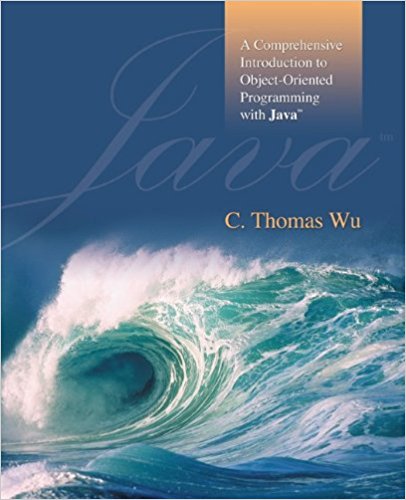 A Comprehensive
Introduction to
Object-Oriented
Programming
with Java™
Java™
C. Thomas Wu